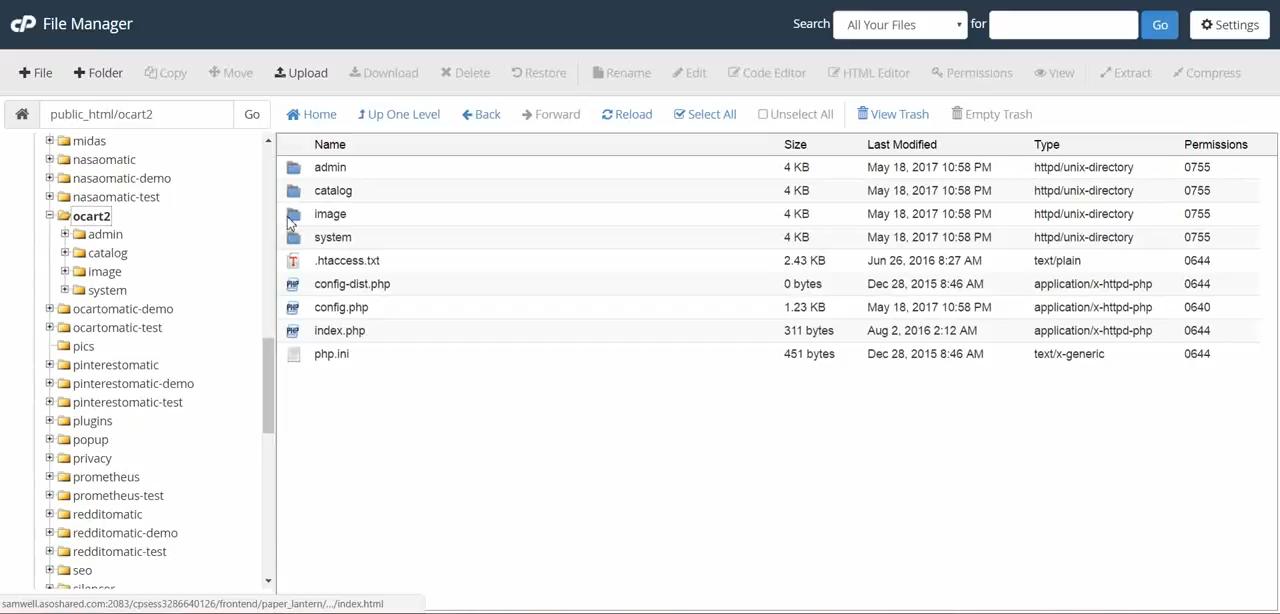 cP File Manager Search All Your Files for Go Settings
File Folder Copy Move Upload Download Delete Restore Rename Edit Code Editor HTML Editor Permissions View Extract Compress
public_html/ocart2 Go Home Up One Level Back Forward Reload Select All Unselect All View Trash Empty Trash
midas
nasaomatic
nasaomatic-demo
nasaomatic-test
ocart2
admin
catalog
image
system
ocartomatic-demo
ocartomatic-test
pics
pinterestomatic
pinterestomatic-demo
pinterestomatic-test
plugins
popup
privacy
prometheus
prometheus-test
redditomatic
redditomatic-demo
redditomatic-test
seo
silencer
Name Size Last Modified Type Permissions
admin 4 KB May 18, 2017 10:58 PM httpd/unix-directory 0755
catalog 4 KB May 18, 2017 10:58 PM httpd/unix-directory 0755
image 4 KB May 18, 2017 10:58 PM httpd/unix-directory 0755
system 4 KB May 18, 2017 10:58 PM httpd/unix-directory 0755
.htaccess.txt 2.43 KB Jun 26, 2016 8:27 AM text/plain 0644
config-dist.php 0 bytes Dec 28, 2015 8:46 AM application/x-httpd-php 0644
config.php 1.23 KB May 18, 2017 10:58 PM application/x-httpd-php 0640
index.php 311 bytes Aug 2, 2016 2:12 AM application/x-httpd-php 0644
php.ini 451 bytes Dec 28, 2015 8:46 AM text/x-generic 0644
samwell.asoshared.com:2083/cpsess3286640126/frontend/paper_lantern/.../index.html